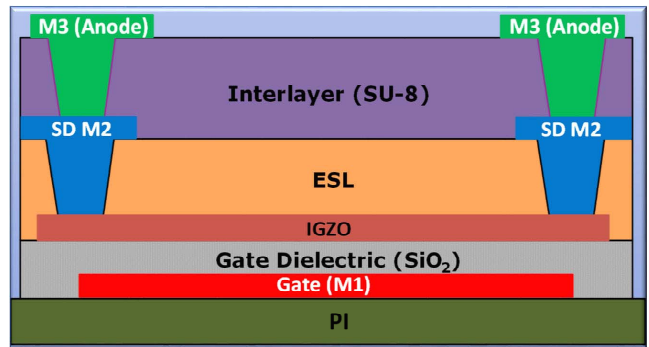 M3 (Anode) M3 (Anode)
Interlayer (SU-8)
SD M2 SD M2
ESL
IGZO
Gate Dielectric (SiO₂)
Gate (M1)
PI